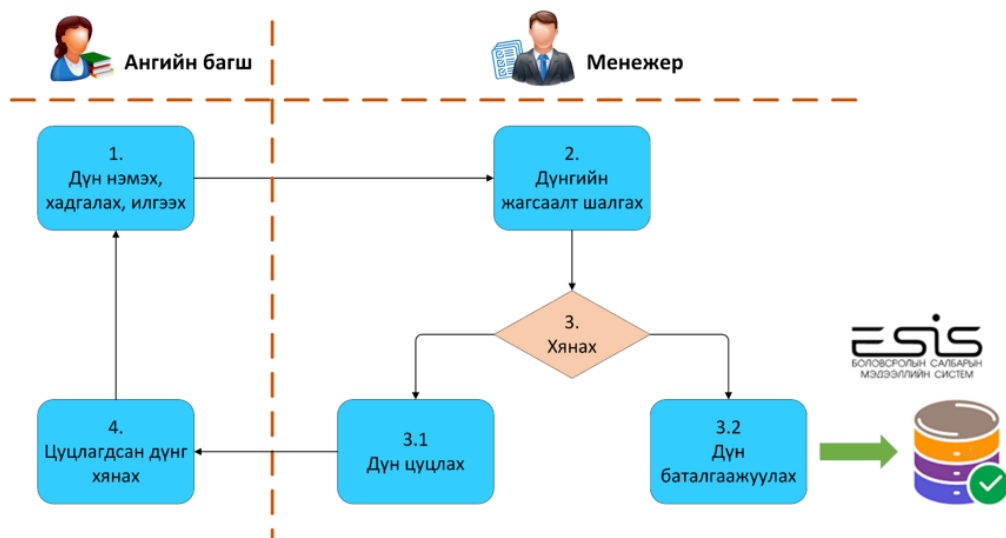 Ангийн багш
Менежер
1.
Дүн нэмэх,
хадгалах, илгээх
2.
Дүнгийн
жагсаалт шалгах
3.
Хянах
ESIS
БОЛОВСРОЛЫН САЛБАРЫН
МЭДЭЭЛЛИЙН СИСТЕМ
4.
Цуцлагдсан дүнг
хянах
3.1
Дүн цуцлах
3.2
Дүн
баталгаажуулах